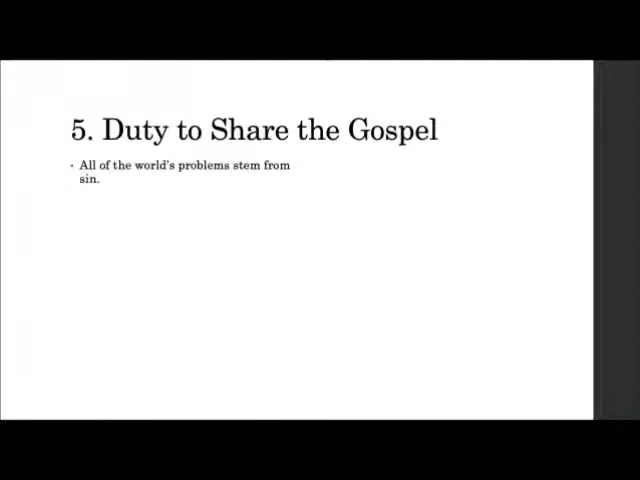 5. Duty to Share the Gospel
• All of the world's problems stem from
sin.